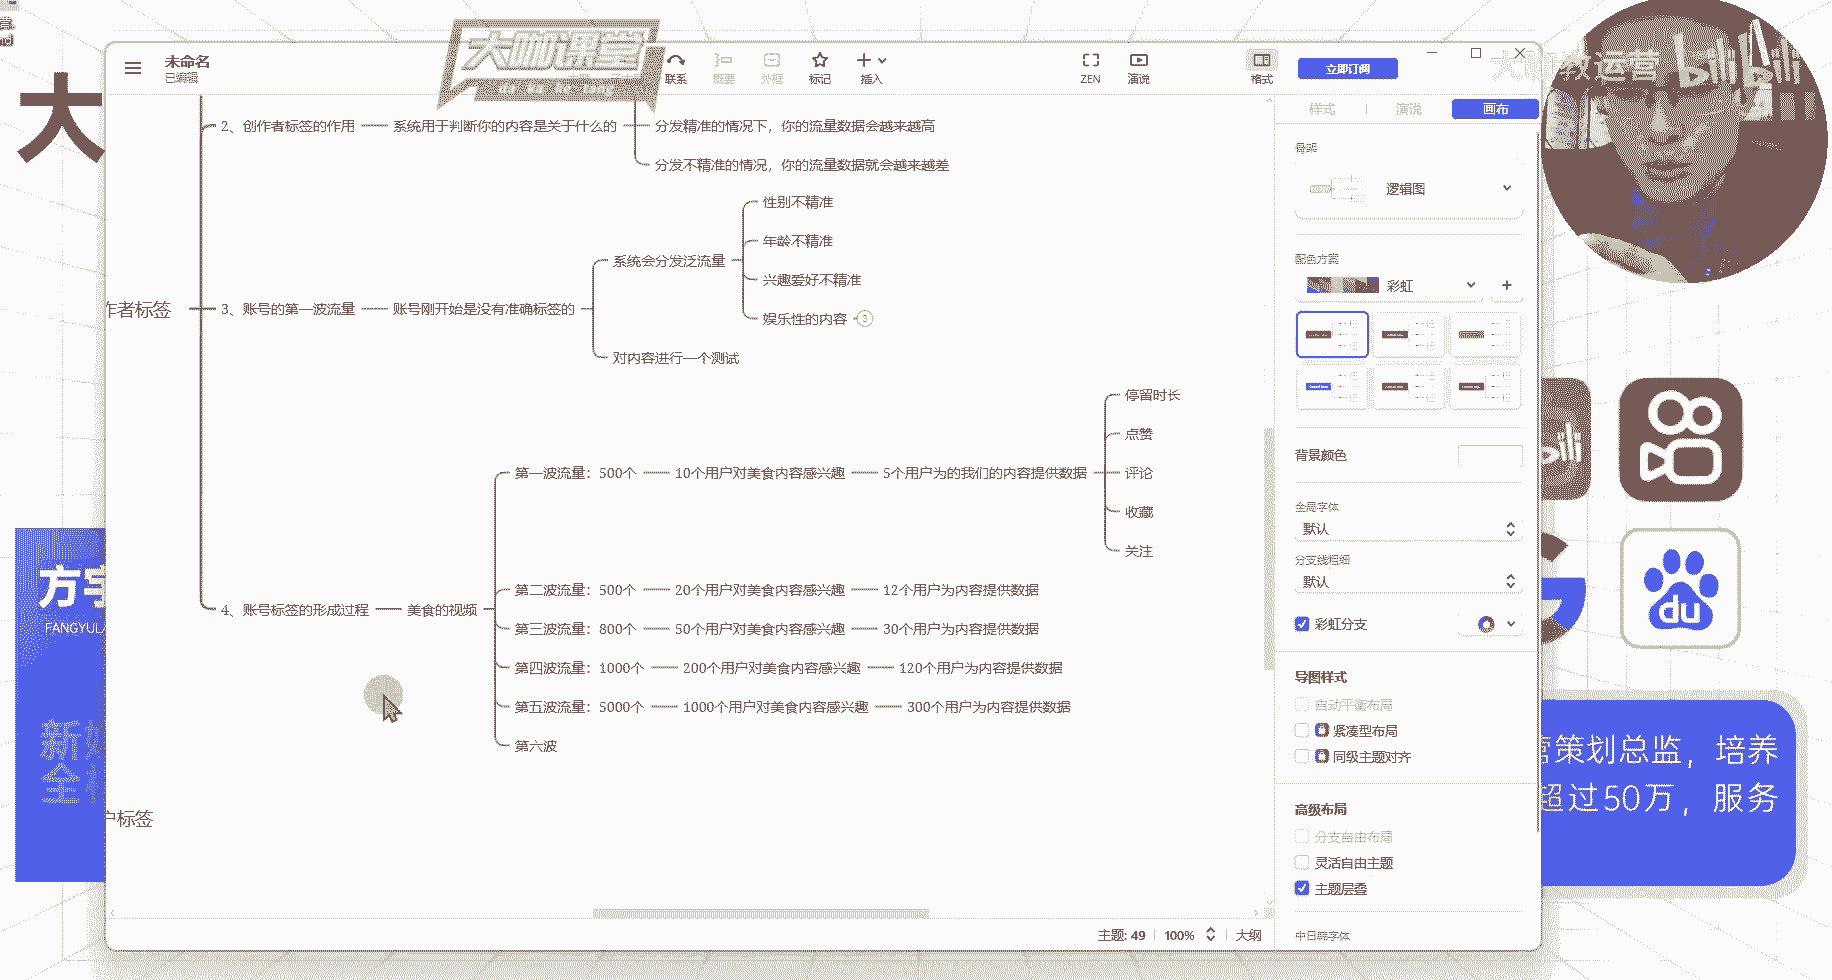 未命名
已编辑
大咖课堂
da ka ke tang
联系
概要
外框
标记
插入
ZEN
演说
格式
立即订阅
教运营 bilibili
大
样式
演说
画布
2、创作者标签的作用
系统用于判断你的内容是关于什么的
分发精准的情况下，你的流量数据会越来越高
分发不精准的情况，你的流量数据就会越来越差
作者标签
3、账号的第一波流量
账号刚开始是没有准确标签的
系统会分发泛流量
性别不精准
年龄不精准
兴趣爱好不精准
娱乐性的内容
3
对内容进行一个测试
4、账号标签的形成过程
美食的视频
第一波流量：500个
10个用户对美食内容感兴趣
5个用户为的我们的内容提供数据
停留时长
点赞
评论
收藏
关注
第二波流量：500个
20个用户对美食内容感兴趣
12个用户为内容提供数据
第三波流量：800个
50个用户对美食内容感兴趣
30个用户为内容提供数据
第四波流量：1000个
200个用户对美食内容感兴趣
120个用户为内容提供数据
第五波流量：5000个
1000个用户对美食内容感兴趣
300个用户为内容提供数据
第六波
户标签
骨架
逻辑图
配色方案
彩虹
背景颜色
全局字体
默认
分支线粗细
默认
彩虹分支
导图样式
自动平衡布局
紧凑型布局
同级主题对齐
高级布局
分支自由布局
灵活自由主题
主题层叠
中日韩字体
主题: 49
100%
大纲
方
FANGYU
新
全
du
营策划总监，培养
超过50万，服务